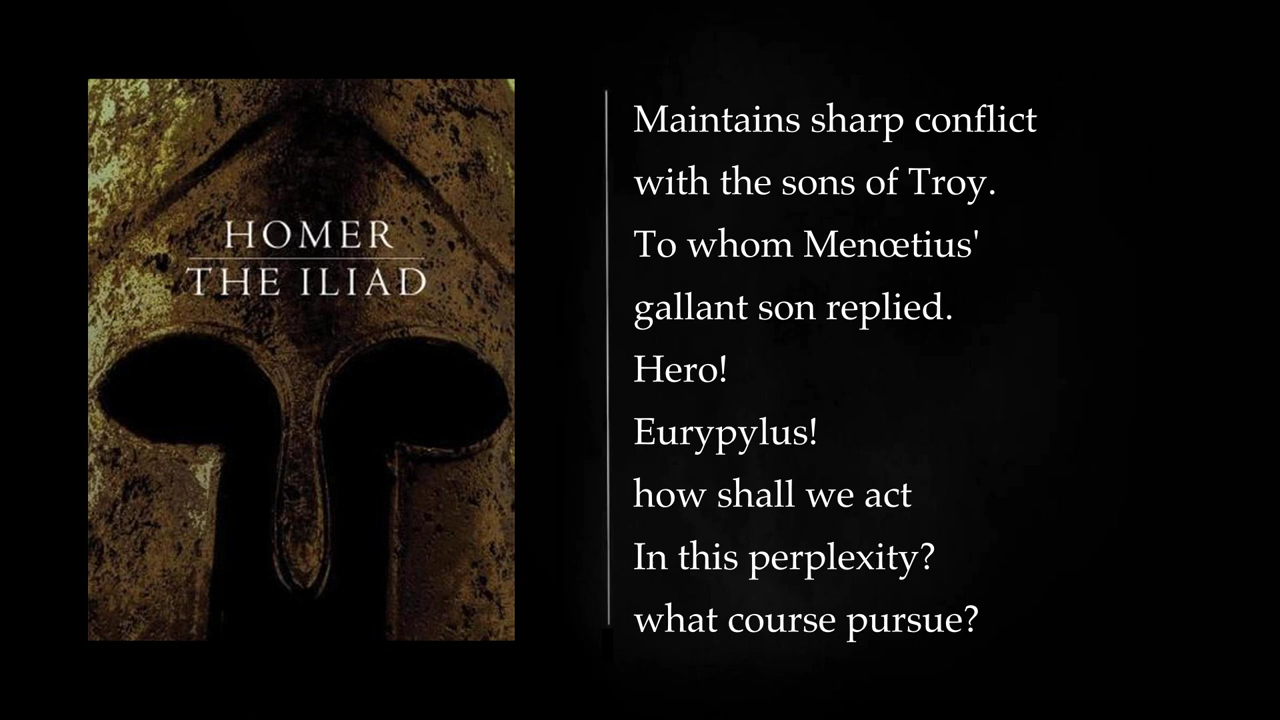 HOMER
THE ILIAD
Maintains sharp conflict
with the sons of Troy.
To whom Menœtius'
gallant son replied.
Hero!
Eurypylus!
how shall we act
In this perplexity?
what course pursue?